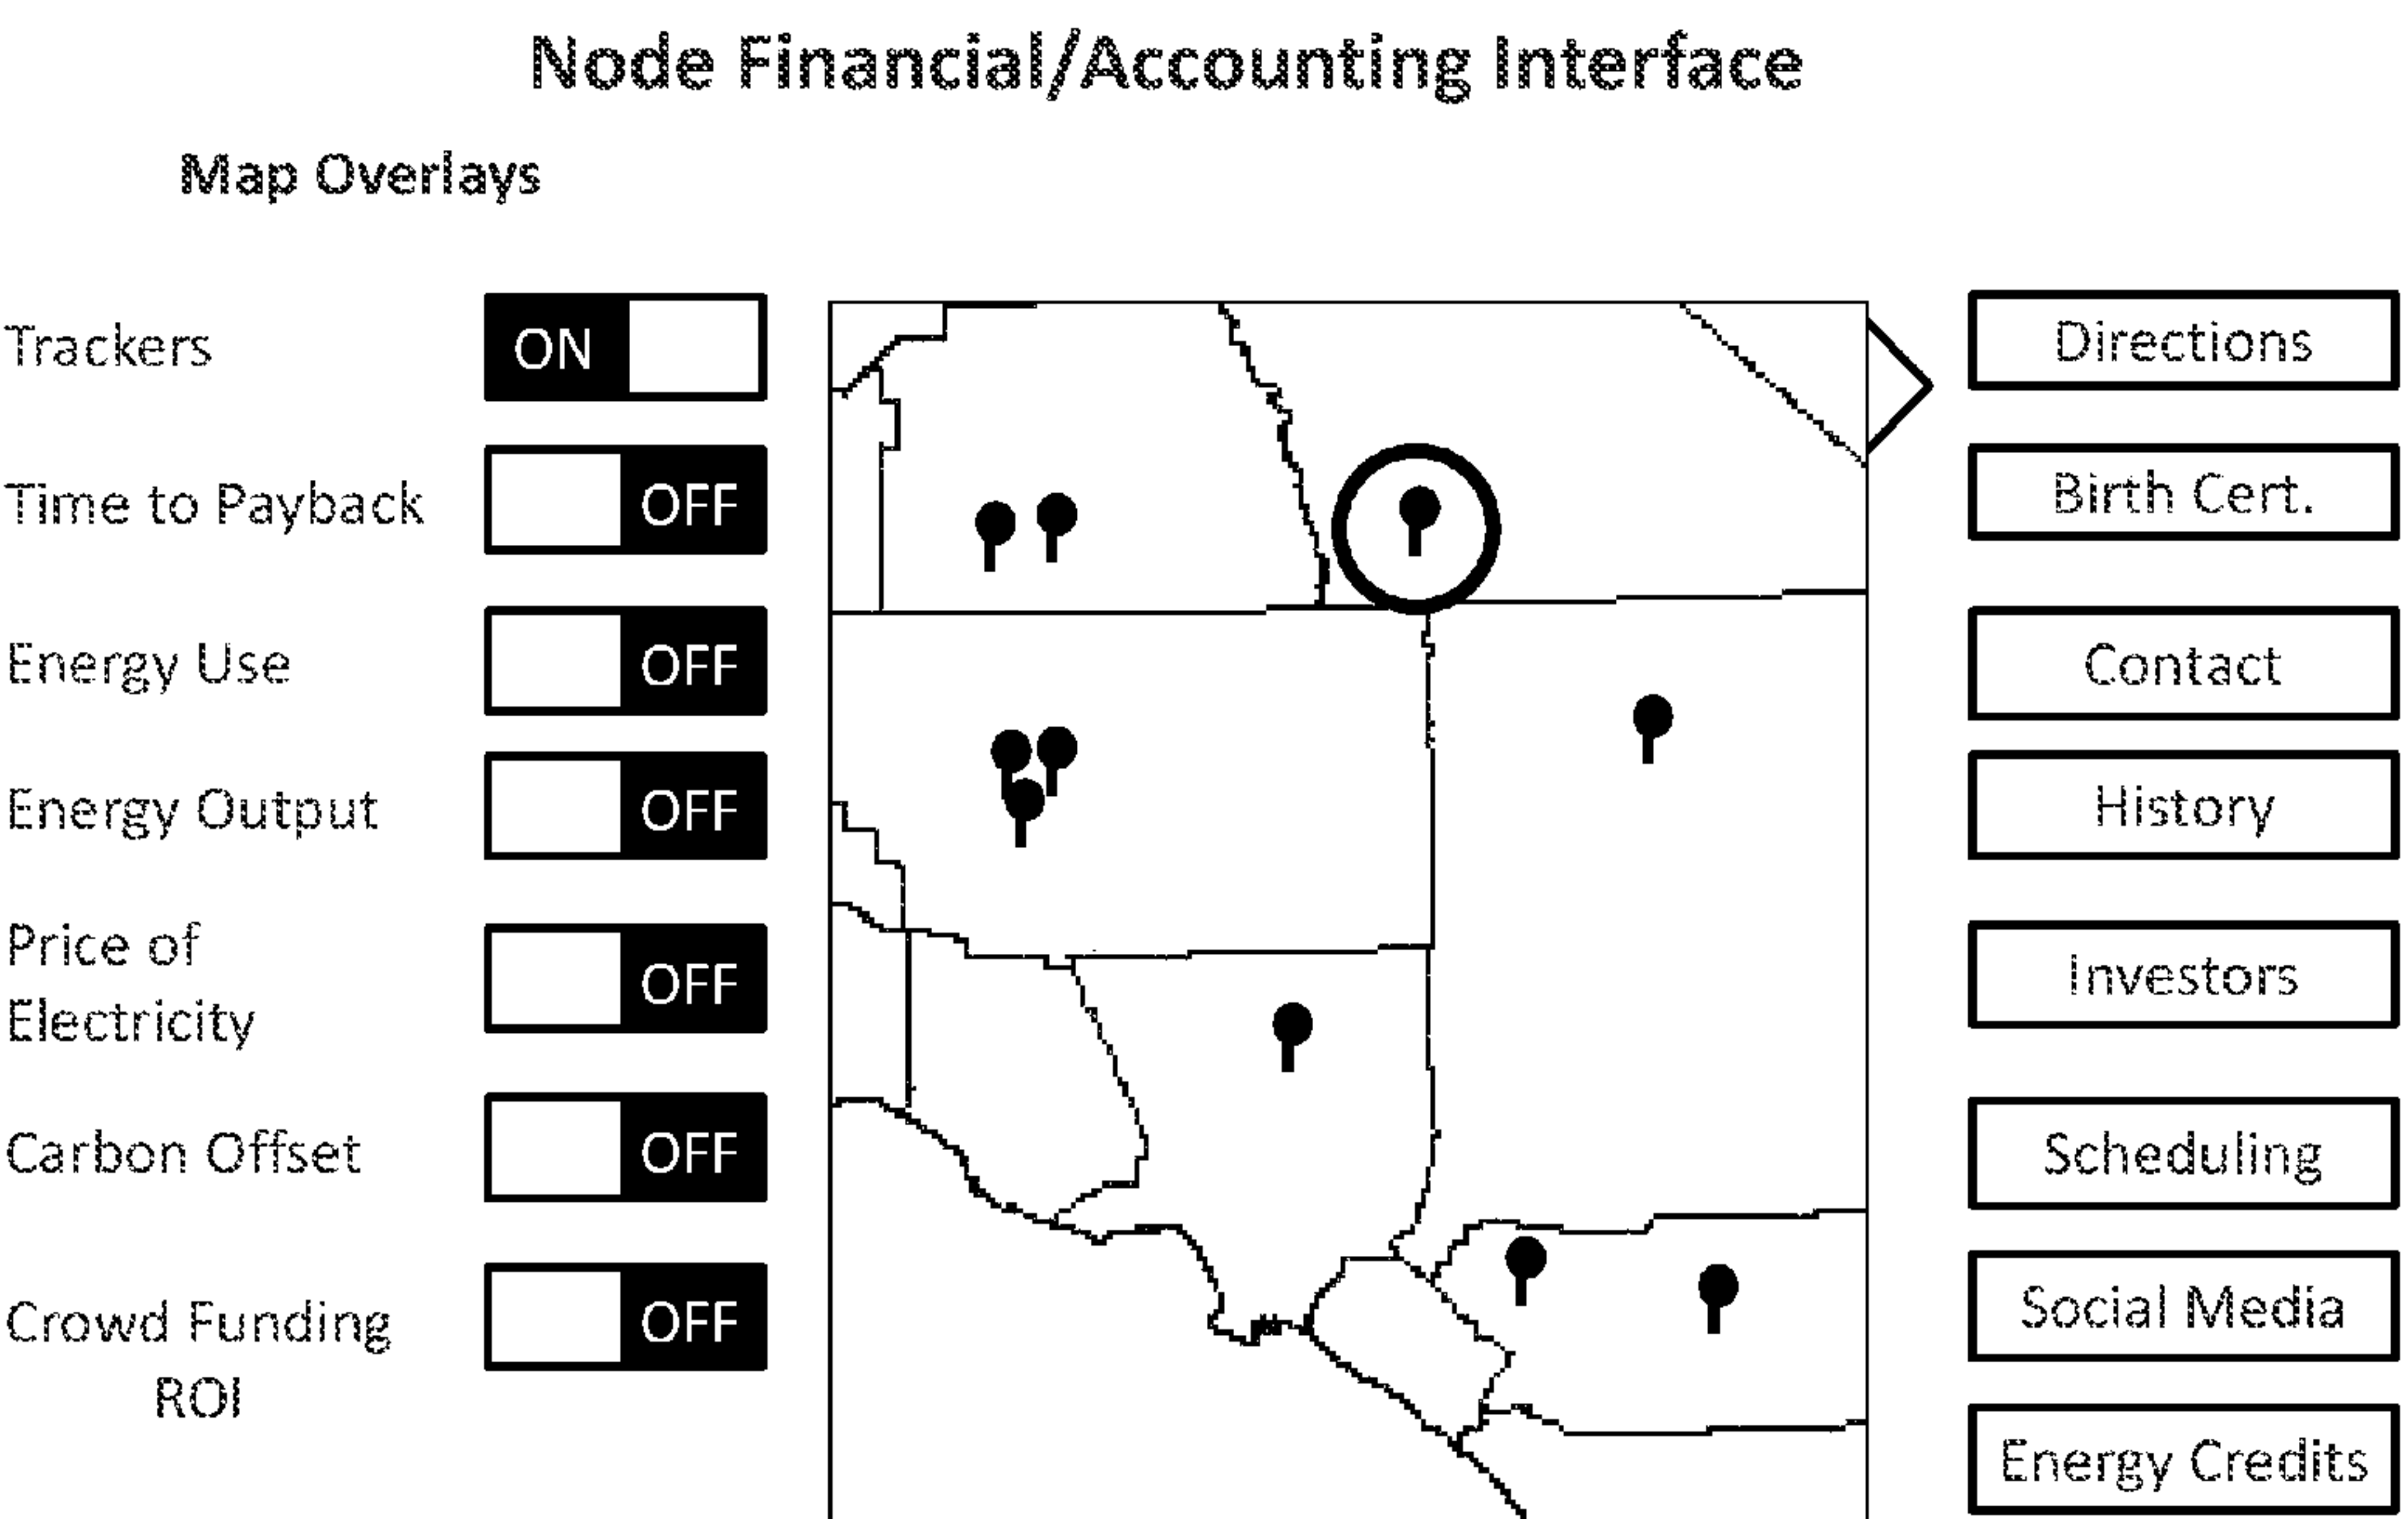 Node Financial/Accounting Interface
Map Overlays
Trackers
ON
Time to Payback
OFF
Energy Use
OFF
Energy Output
OFF
Price of
Electricity
OFF
Carbon Offset
OFF
Crowd Funding
ROI
OFF
Directions
Birth Cert.
Contact
History
Investors
Scheduling
Social Media
Energy Credits